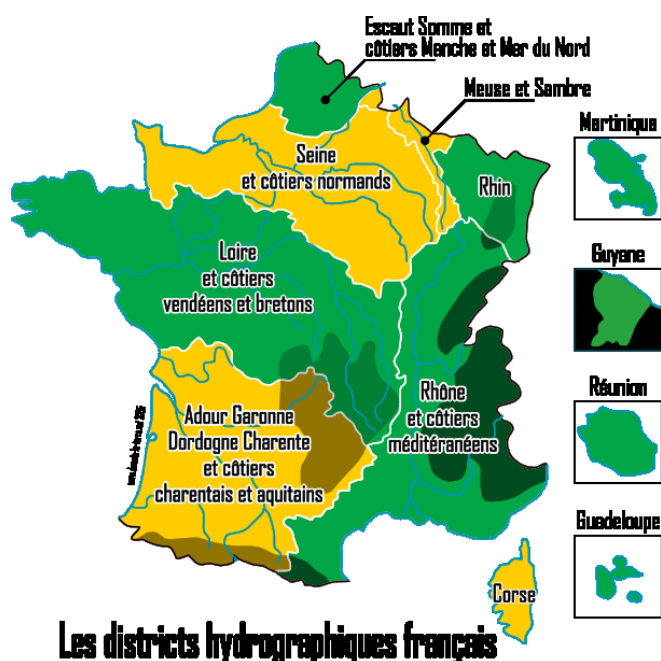 Escaut Somme et
côtiers Manche et Mer du Nord
Meuse et Sambre
Martinique
Seine
et côtiers normands
Rhin
Guyane
Loire
et côtiers
vendéens et bretons
Réunion
Rhône
et côtiers
méditéranéens
Adour Garonne
Dordogne Charente
et côtiers
charentais et aquitains
Guadeloupe
Corse
Les districts hydrographiques français